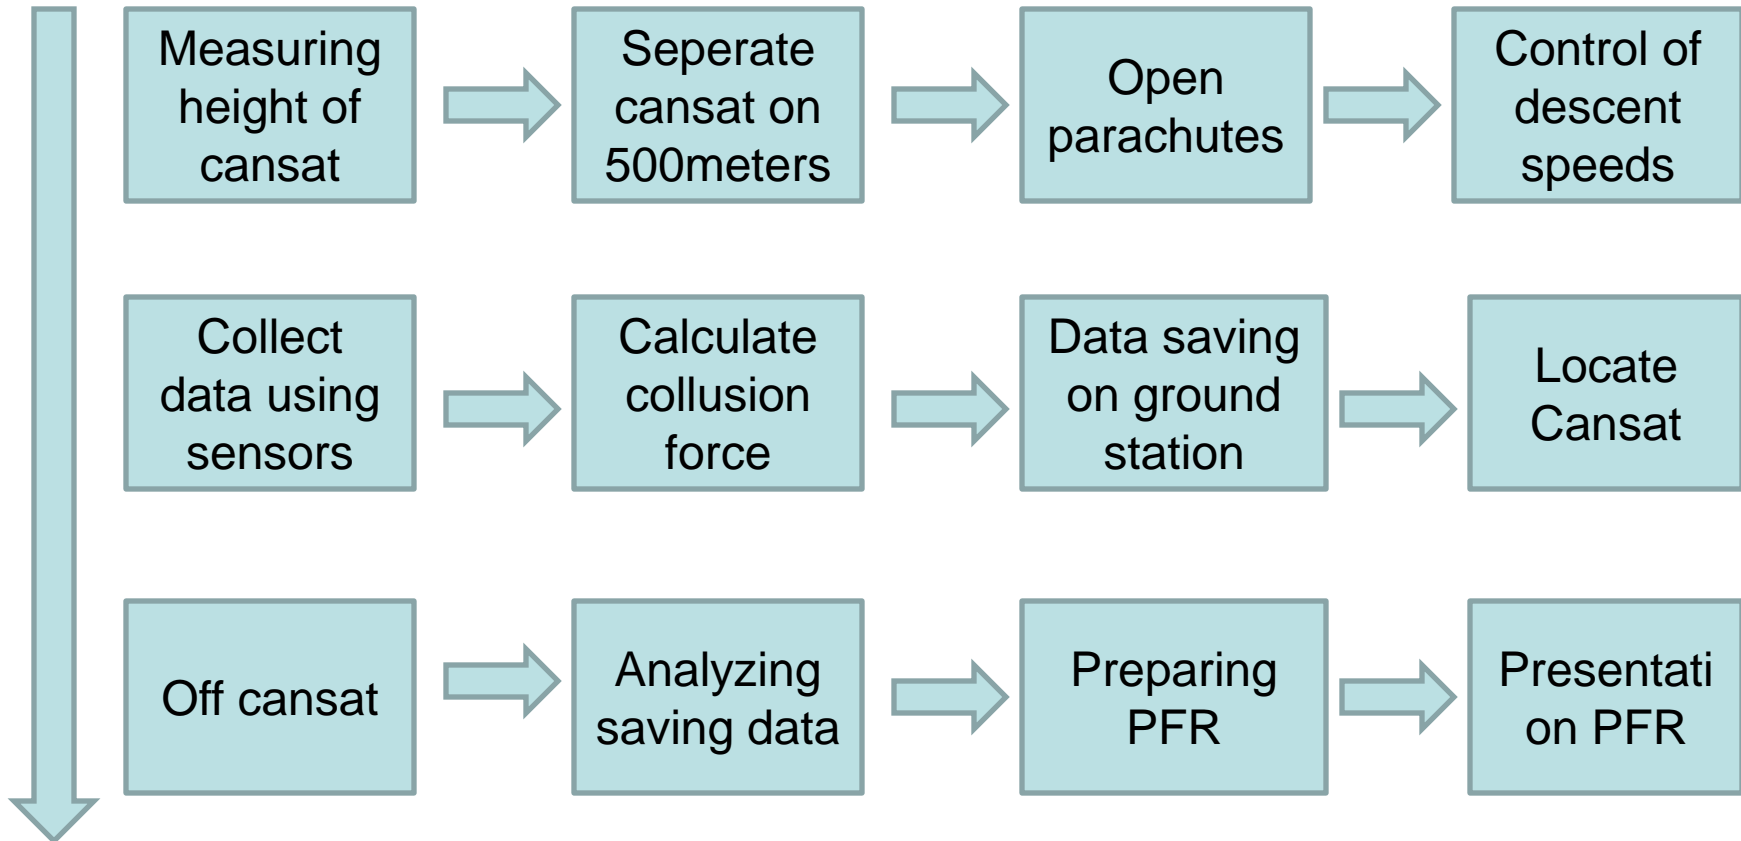 Measuring
height of
cansat
Seperate
cansat on
500meters
Open
parachutes
Control of
descent
speeds
Collect
data using
sensors
Calculate
collusion
force
Data saving
on ground
station
Locate
Cansat
Off cansat
Analyzing
saving data
Preparing
PFR
Presentati
on PFR